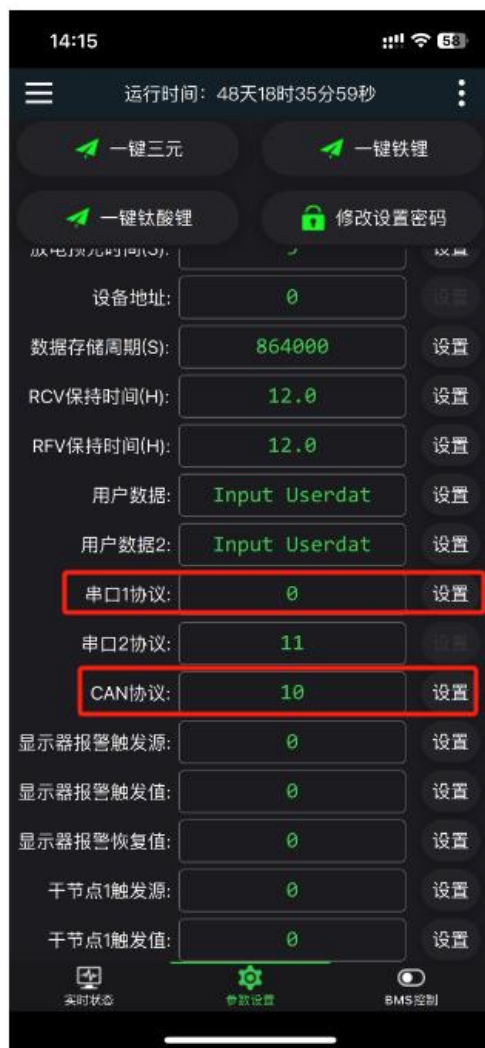 14:15 58
运行时间: 48天18时35分59秒
一键三元 一键铁锂
一键钛酸锂 修改设置密码
设备地址: 0 设置
数据存储周期(S): 864000 设置
RCV保持时间(H): 12.0 设置
RFV保持时间(H): 12.0 设置
用户数据: Input Userdat 设置
用户数据2: Input Userdat 设置
串口1协议: 0 设置
串口2协议: 11 设置
CAN协议: 10 设置
显示器报警触发源: 0 设置
显示器报警触发值: 0 设置
显示器报警恢复值: 0 设置
干节点1触发源: 0 设置
干节点1触发值: 0 设置
实时状态 参数设置 BMS控制